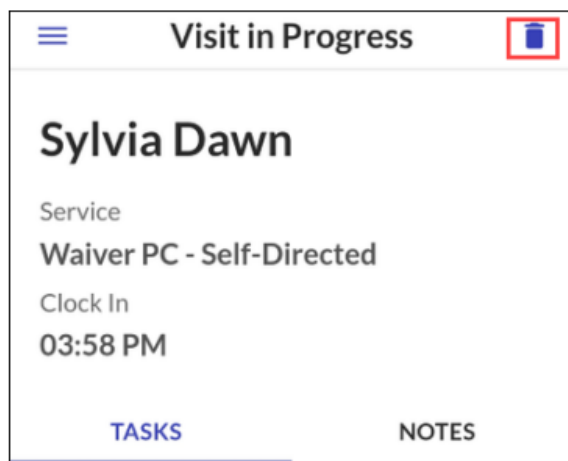 Visit in Progress
Sylvia Dawn
Service
Waiver PC - Self-Directed
Clock In
03:58 PM
TASKS NOTES